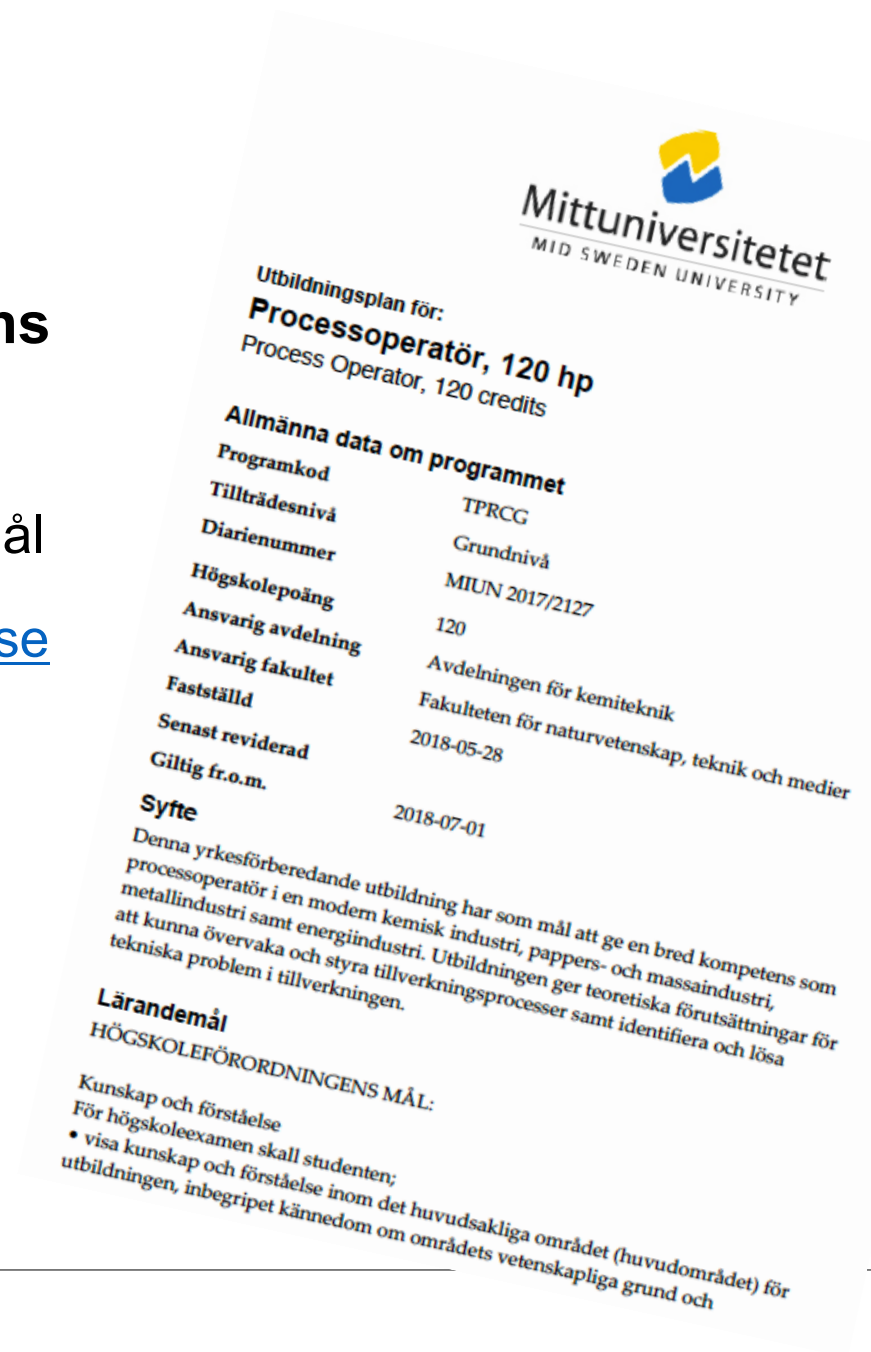 ns
ål
se
Mittuniversitetet
MID SWEDEN UNIVERSITY
Utbildningsplan för:
Processoperatör, 120 hp
Process Operator, 120 credits
Allmänna data om programmet
Programkod TPRCG
Tillträdesnivå Grundnivå
Diarienummer MIUN 2017/2127
Högskolepoäng 120
Ansvarig avdelning Avdelningen för kemiteknik
Ansvarig fakultet Fakulteten för naturvetenskap, teknik och medier
Fastställd 2018-05-28
Senast reviderad
Giltig fr.o.m. 2018-07-01
Syfte
Denna yrkesförberedande utbildning har som mål att ge en bred kompetens som
processoperatör i en modern kemisk industri, pappers- och massaindustri,
metallindustri samt energiindustri. Utbildningen ger teoretiska förutsättningar för
att kunna övervaka och styra tillverkningsprocesser samt identifiera och lösa
tekniska problem i tillverkningen.
Lärandemål
HÖGSKOLEFÖRORDNINGENS MÅL:
Kunskap och förståelse
För högskoleexamen skall studenten;
• visa kunskap och förståelse inom det huvudsakliga området (huvudområdet) för
utbildningen, inbegripet kännedom om områdets vetenskapliga grund och